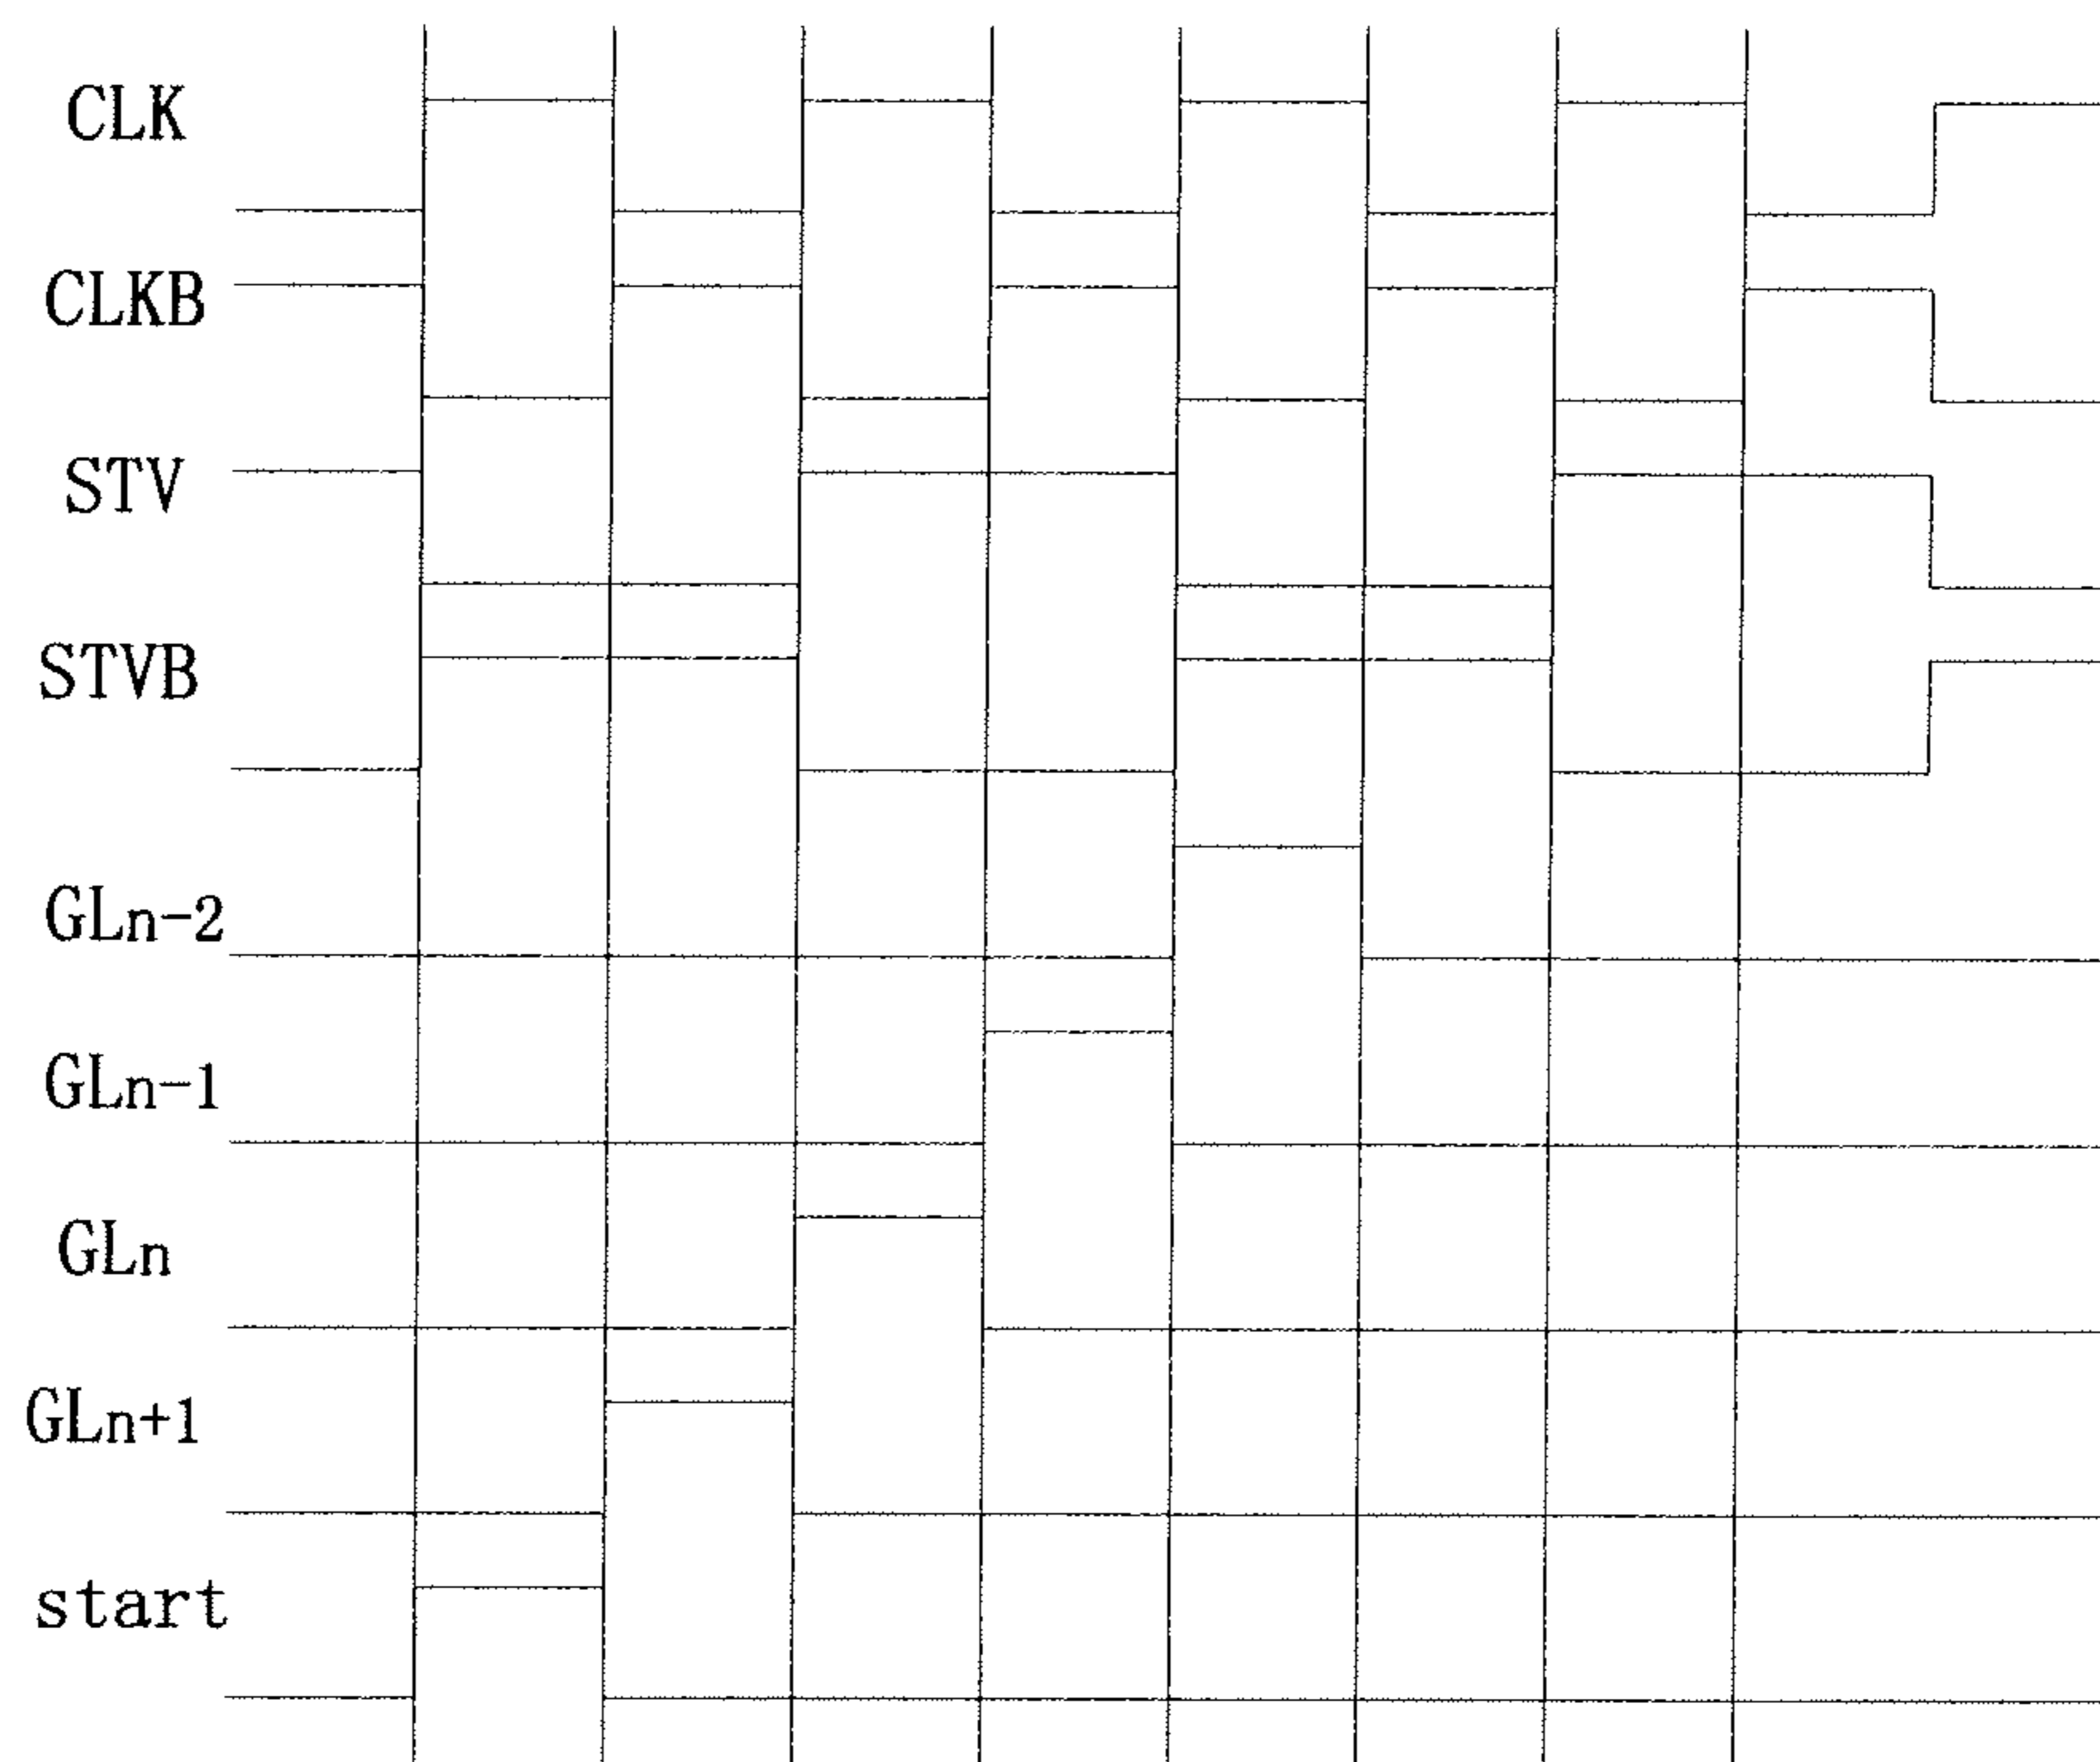 CLK
CLKB
STV
STVB
GLn-2
GLn-1
GLn
GLn+1
start